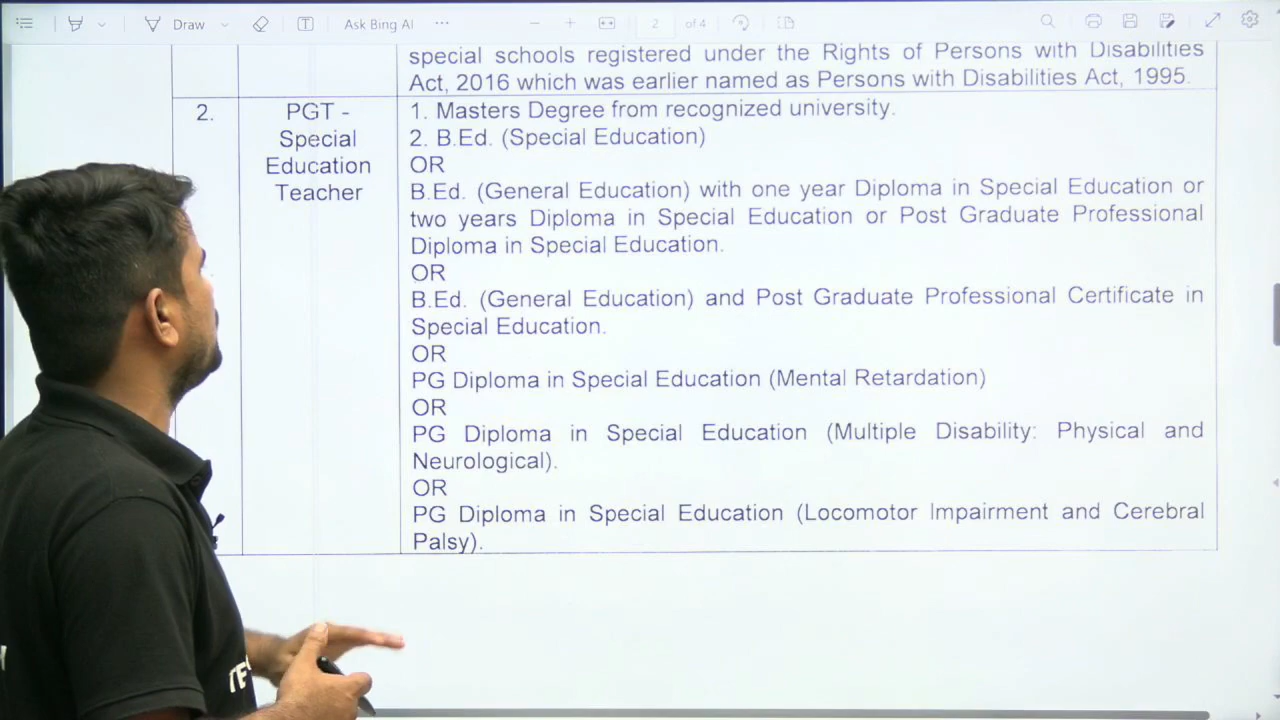 Draw
Ask Bing AI
2 of 4
special schools registered under the Rights of Persons with Disabilities
Act, 2016 which was earlier named as Persons with Disabilities Act, 1995.
2.
PGT -
Special
Education
Teacher
1. Masters Degree from recognized university.
2. B.Ed. (Special Education)
OR
B.Ed. (General Education) with one year Diploma in Special Education or
two years Diploma in Special Education or Post Graduate Professional
Diploma in Special Education.
OR
B.Ed. (General Education) and Post Graduate Professional Certificate in
Special Education.
OR
PG Diploma in Special Education (Mental Retardation)
OR
PG Diploma in Special Education (Multiple Disability: Physical and
Neurological).
OR
PG Diploma in Special Education (Locomotor Impairment and Cerebral
Palsy).